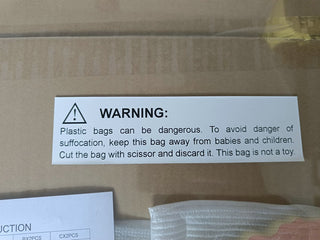 WARNING:
Plastic bags can be dangerous. To avoid danger of
suffocation, keep this bag away from babies and children.
Cut the bag with scissor and discard it. This bag is not a toy.
UCTION
BX2PCS CX2PCS